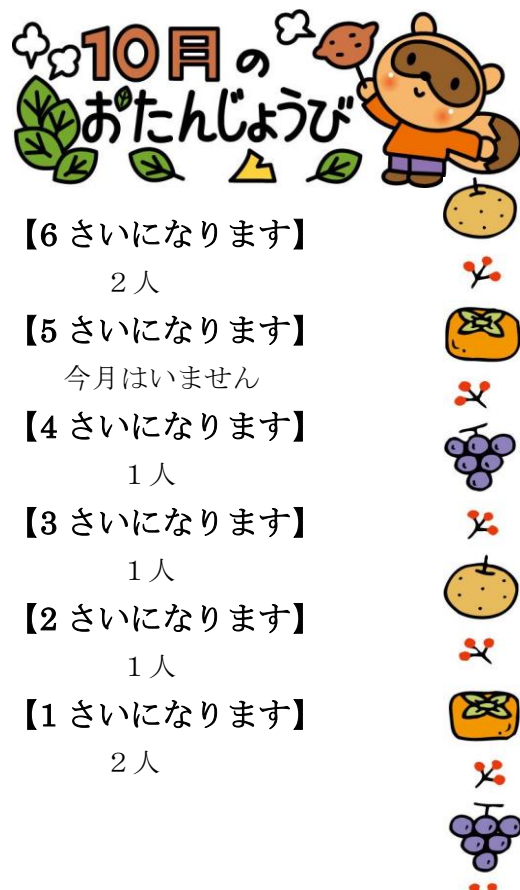 10月の
おたんじょうび
【6 さいになります】
２人
【5 さいになります】
今月はいません
【4 さいになります】
１人
【3 さいになります】
１人
【2 さいになります】
１人
【1 さいになります】
２人